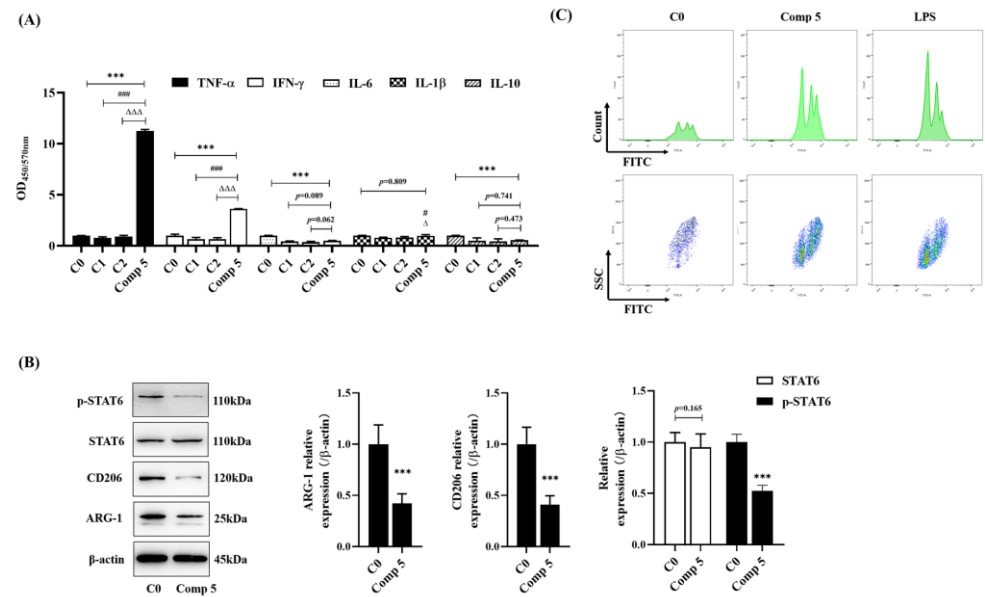 (A)
*** TNF-α IFN-γ IL-6 IL-1β IL-10
###
ΔΔΔ
***
###
ΔΔΔ
***
p=0.089
p=0.062
p=0.809
#
Δ
***
p=0.741
p=0.473
15
10
5
0
OD450/570nm
C0 C1 C2 Comp 5 C0 C1 C2 Comp 5 C0 C1 C2 Comp 5 C0 C1 C2 Comp 5 C0 C1 C2 Comp 5
(C)
C0 Comp 5 LPS
Count
FITC
SSC
FITC
(B)
p-STAT6 110kDa
STAT6 110kDa
CD206 120kDa
ARG-1 25kDa
β-actin 45kDa
C0 Comp 5
ARG-1 relative
expression (/β-actin)
1.5
1.0
0.5
0.0
***
C0 Comp 5
CD206 relative
expression (/β-actin)
1.5
1.0
0.5
0.0
***
C0 Comp 5
Relative
expression (/β-actin)
1.5
1.0
0.5
0.0
STAT6
p-STAT6
p=0.165
***
C0 Comp 5 C0 Comp 5